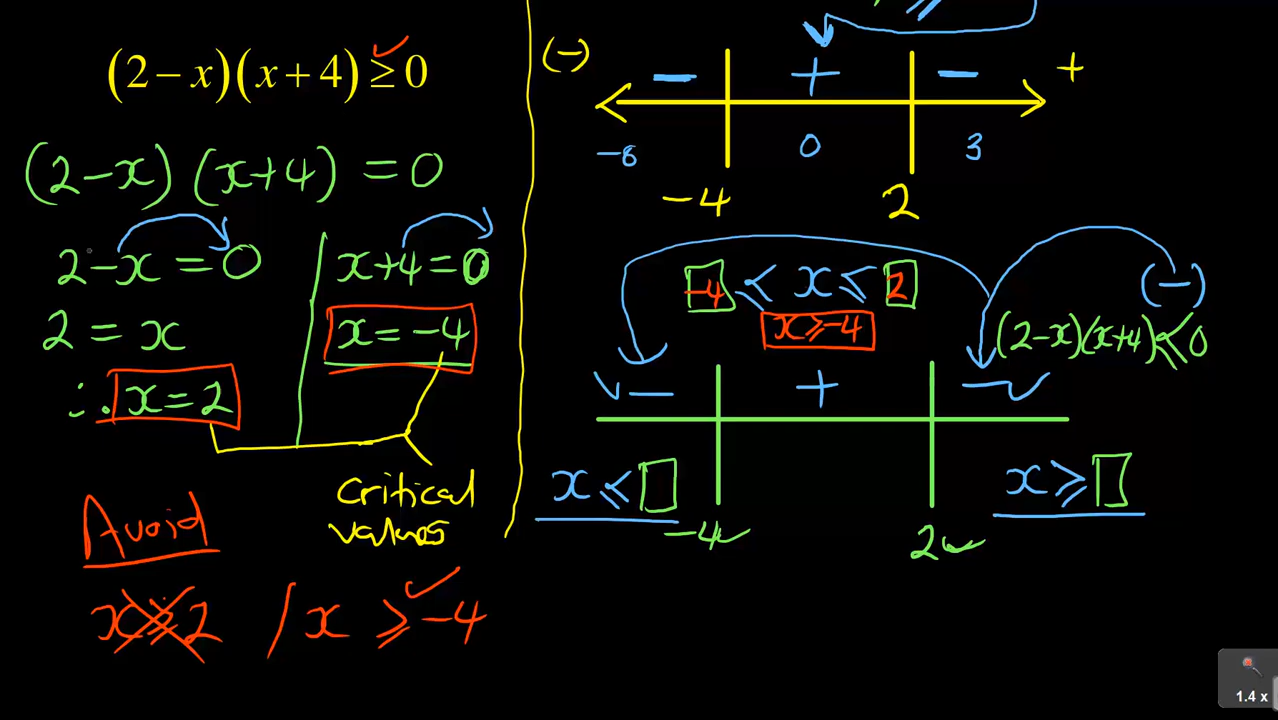 (2 − x)(x + 4) ≥ 0 ✓
(2−x) (x+4) = 0
2−x = 0
x+4 = 0
2 = x
x = −4
∴ x = 2
Critical
values
Avoid
x ≥ 2 / x ≥ −4 ✓
(−) − + − +
−6 0 3
−4 2
−4 ≤ x ≤ 2
x ≥ −4
(−)
(2−x)(x+4) ≤ 0
− + −
x ≤ □
x ≥ □
−4 ✓ 2 ✓
1.4 x